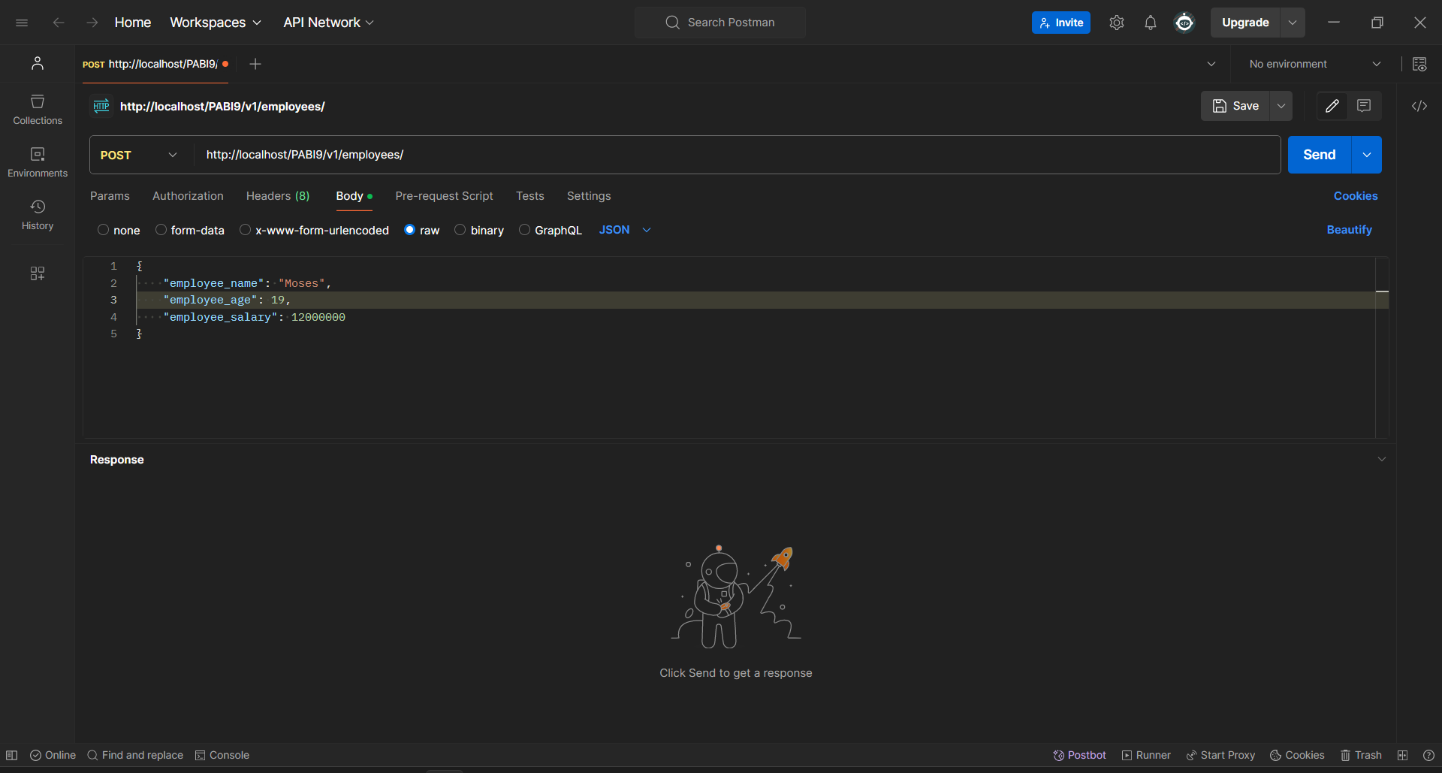 Home Workspaces API Network Search Postman Invite Upgrade
POST http://localhost/PABI9/ No environment
HTTP http://localhost/PABI9/v1/employees/ Save
Collections
Environments
History
POST http://localhost/PABI9/v1/employees/ Send
Params Authorization Headers (8) Body Pre-request Script Tests Settings Cookies
none form-data x-www-form-urlencoded raw binary GraphQL JSON Beautify
1 {
2 "employee_name": "Moses",
3 "employee_age": 19,
4 "employee_salary": 12000000
5 }
Response
Click Send to get a response
Online Find and replace Console Postbot Runner Start Proxy Cookies Trash